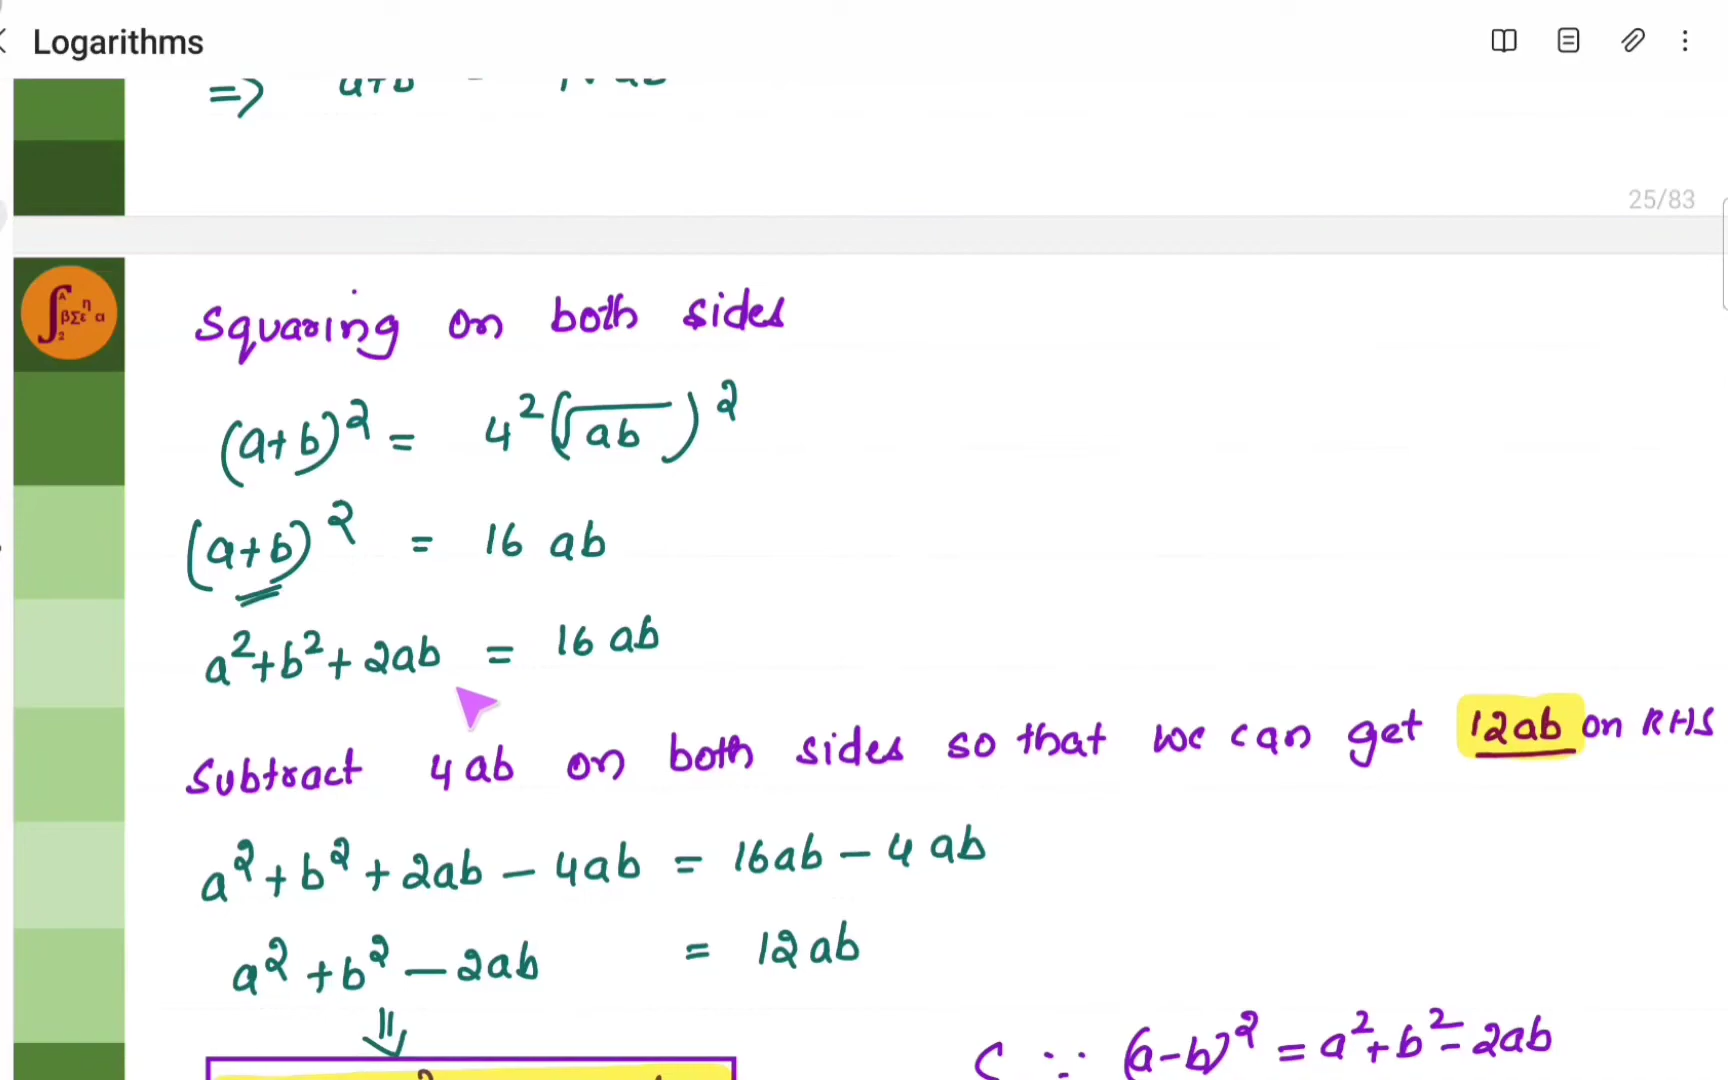 Logarithms
=>
25/83
Squaring on both sides
(a+b)² = 4²(√ab)²
(a+b)² = 16 ab
a²+b²+2ab = 16 ab
Subtract 4ab on both sides so that we can get 12ab on RHS
a²+b²+2ab-4ab = 16ab-4ab
a²+b²-2ab = 12ab
⇓
{ ∵ (a-b)² = a²+b²-2ab